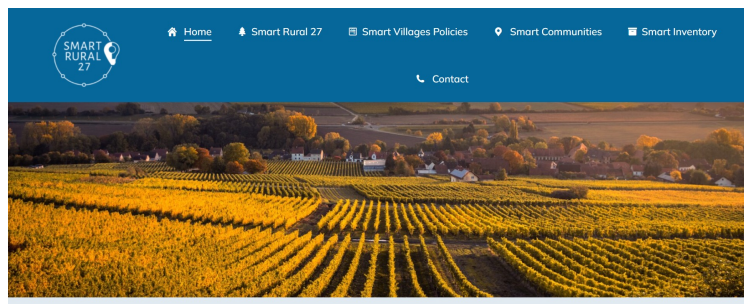 SMART
RURAL
27
Home
Smart Rural 27
Smart Villages Policies
Smart Communities
Smart Inventory
Contact